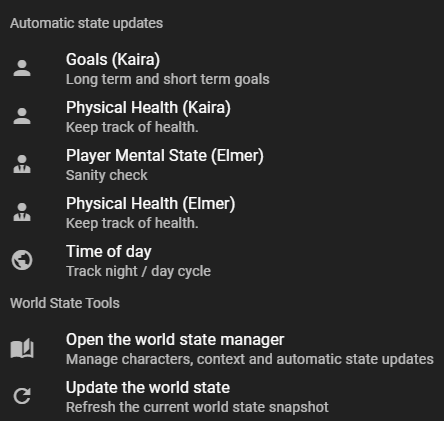 Automatic state updates
Goals (Kaira)
Long term and short term goals
Physical Health (Kaira)
Keep track of health.
Player Mental State (Elmer)
Sanity check
Physical Health (Elmer)
Keep track of health.
Time of day
Track night / day cycle
World State Tools
Open the world state manager
Manage characters, context and automatic state updates
Update the world state
Refresh the current world state snapshot